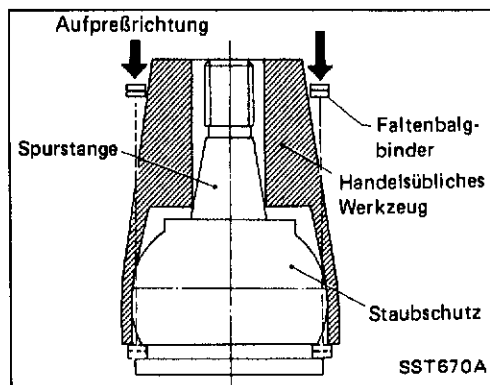 Aufpreßrichtung
Faltenbalg-
binder
Spurstange
Handelsübliches
Werkzeug
Staubschutz
SST670A